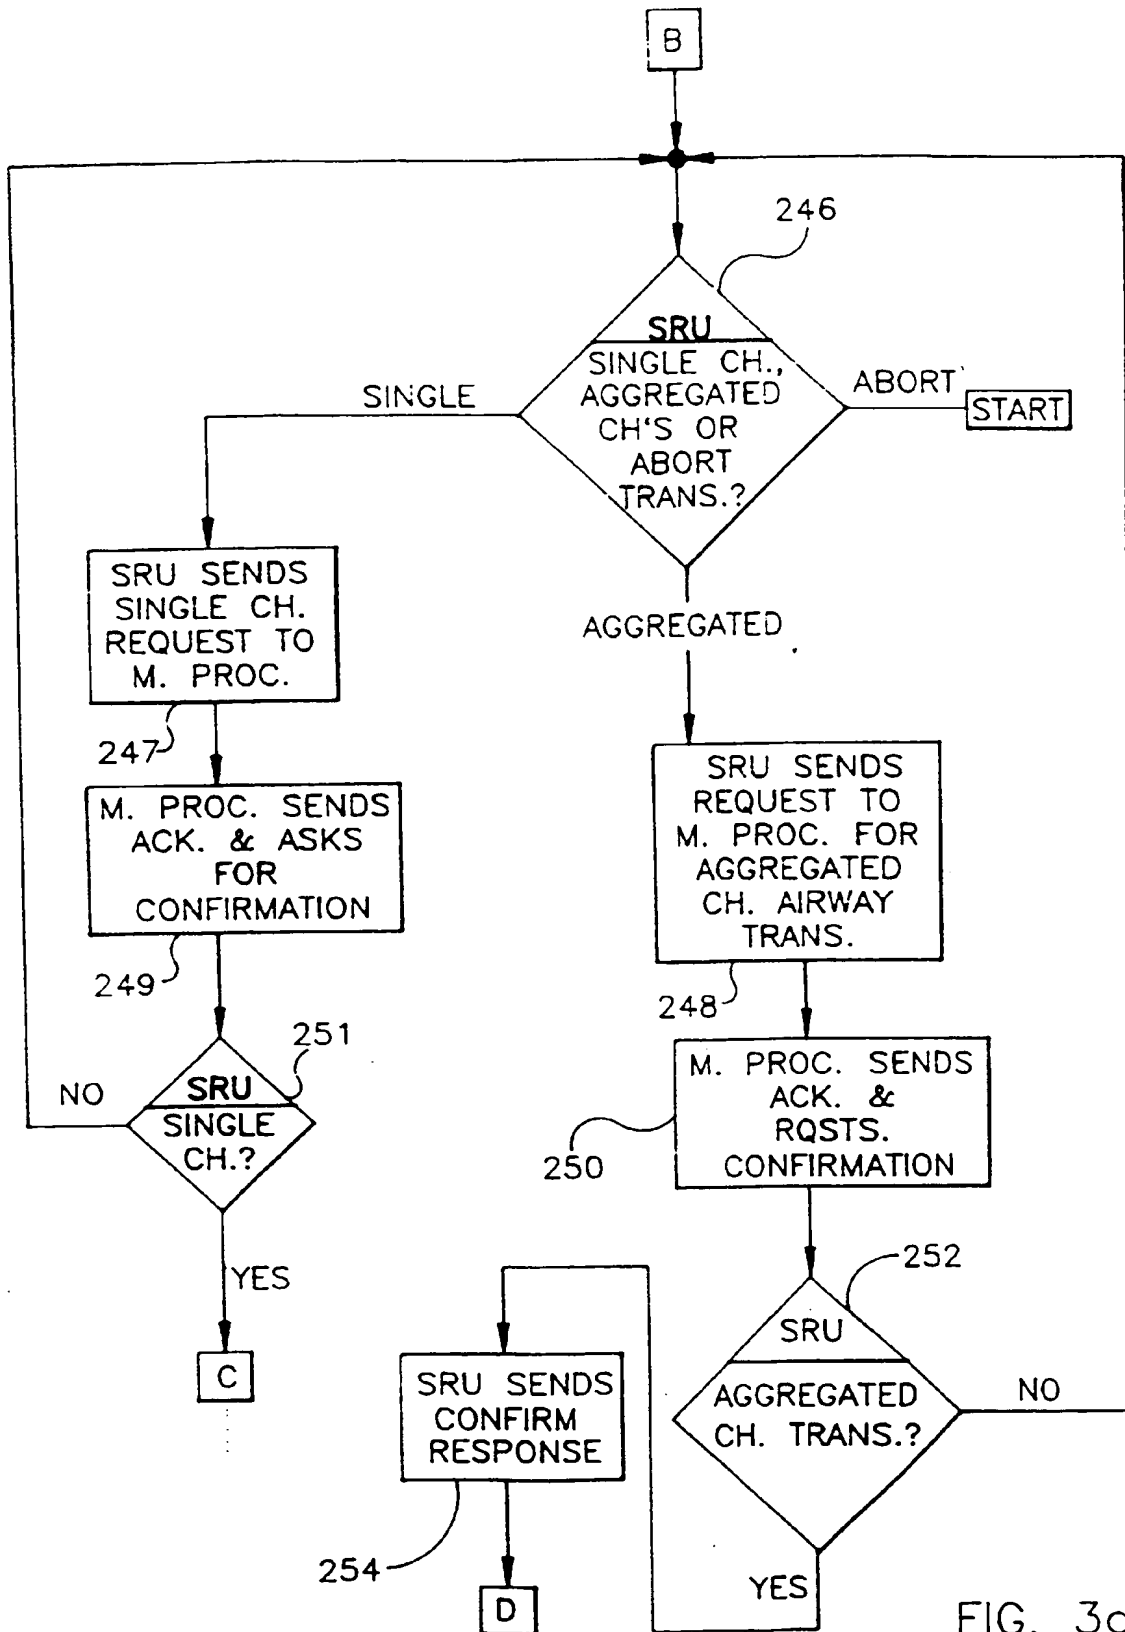 B
246
SRU
SINGLE CH.,
AGGREGATED
CH'S OR
ABORT
TRANS.?
SINGLE
ABORT
START
SRU SENDS
SINGLE CH.
REQUEST TO
M. PROC.
247
AGGREGATED
M. PROC. SENDS
ACK. & ASKS
FOR
CONFIRMATION
249
SRU SENDS
REQUEST TO
M. PROC. FOR
AGGREGATED
CH. AIRWAY
TRANS.
248
251
SRU
SINGLE
CH.?
NO
YES
C
M. PROC. SENDS
ACK. &
RQSTS.
CONFIRMATION
250
252
SRU
AGGREGATED
CH. TRANS.?
NO
YES
SRU SENDS
CONFIRM
RESPONSE
254
D
FIG.